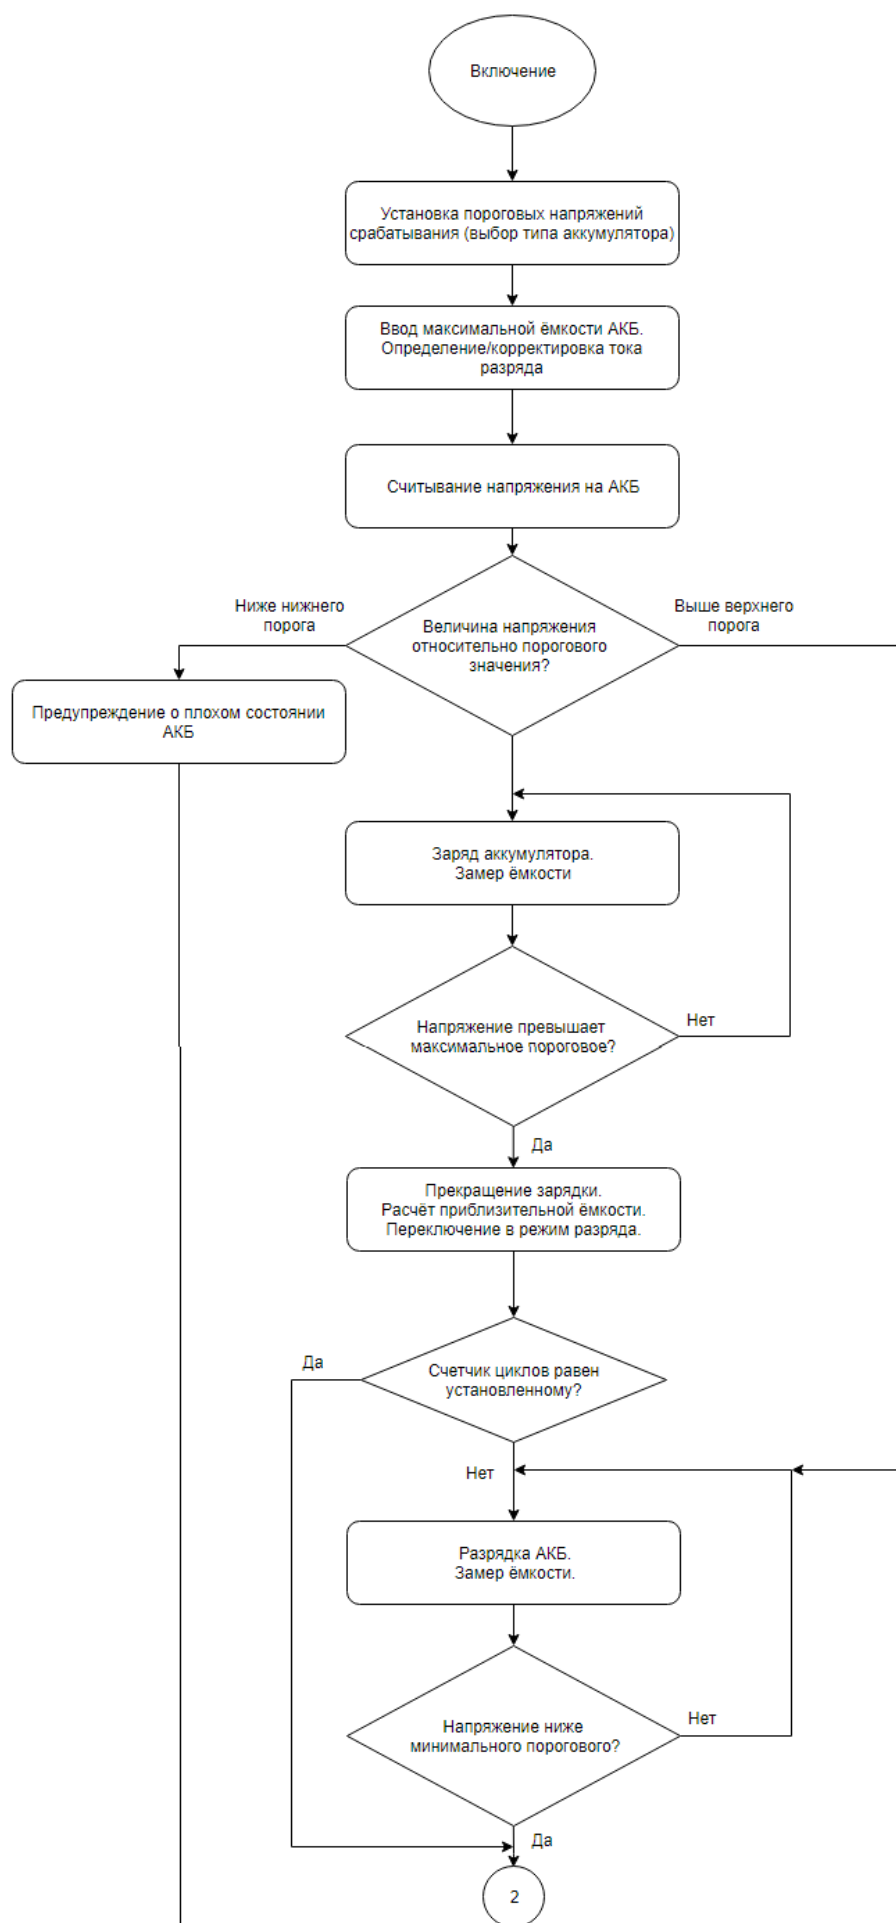 Включение
Установка пороговых напряжений
срабатывания (выбор типа аккумулятора)
Ввод максимальной ёмкости АКБ.
Определение/корректировка тока
разряда
Считывание напряжения на АКБ
Ниже нижнего
порога
Выше верхнего
порога
Величина напряжения
относительно порогового
значения?
Предупреждение о плохом состоянии
АКБ
Заряд аккумулятора.
Замер ёмкости
Напряжение превышает
максимальное пороговое?
Нет
Да
Прекращение зарядки.
Расчёт приблизительной ёмкости.
Переключение в режим разряда.
Да
Счетчик циклов равен
установленному?
Нет
Разрядка АКБ.
Замер ёмкости.
Напряжение ниже
минимального порогового?
Нет
Да
2